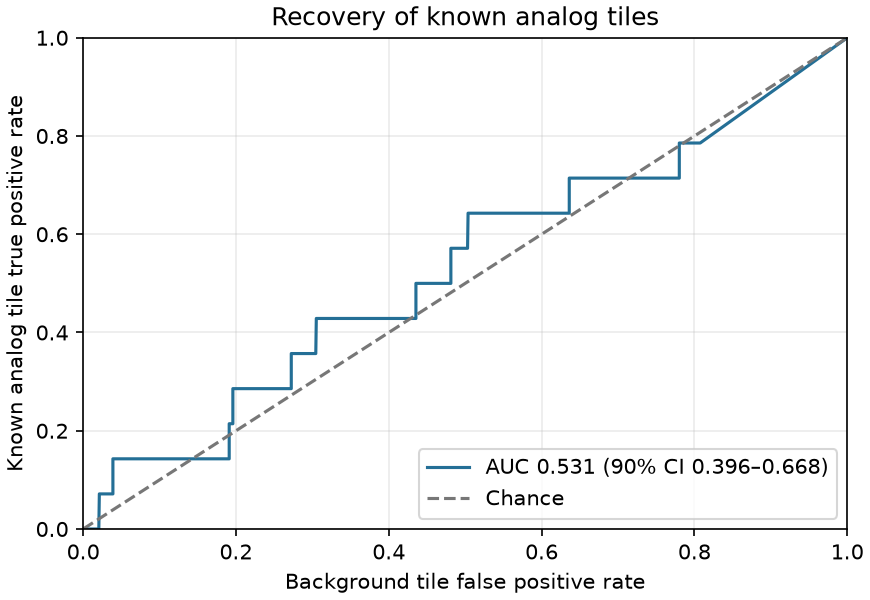 Recovery of known analog tiles
Known analog tile true positive rate
1.0
0.8
0.6
0.4
0.2
0.0
0.0 0.2 0.4 0.6 0.8 1.0
Background tile false positive rate
AUC 0.531 (90% CI 0.396–0.668)
Chance